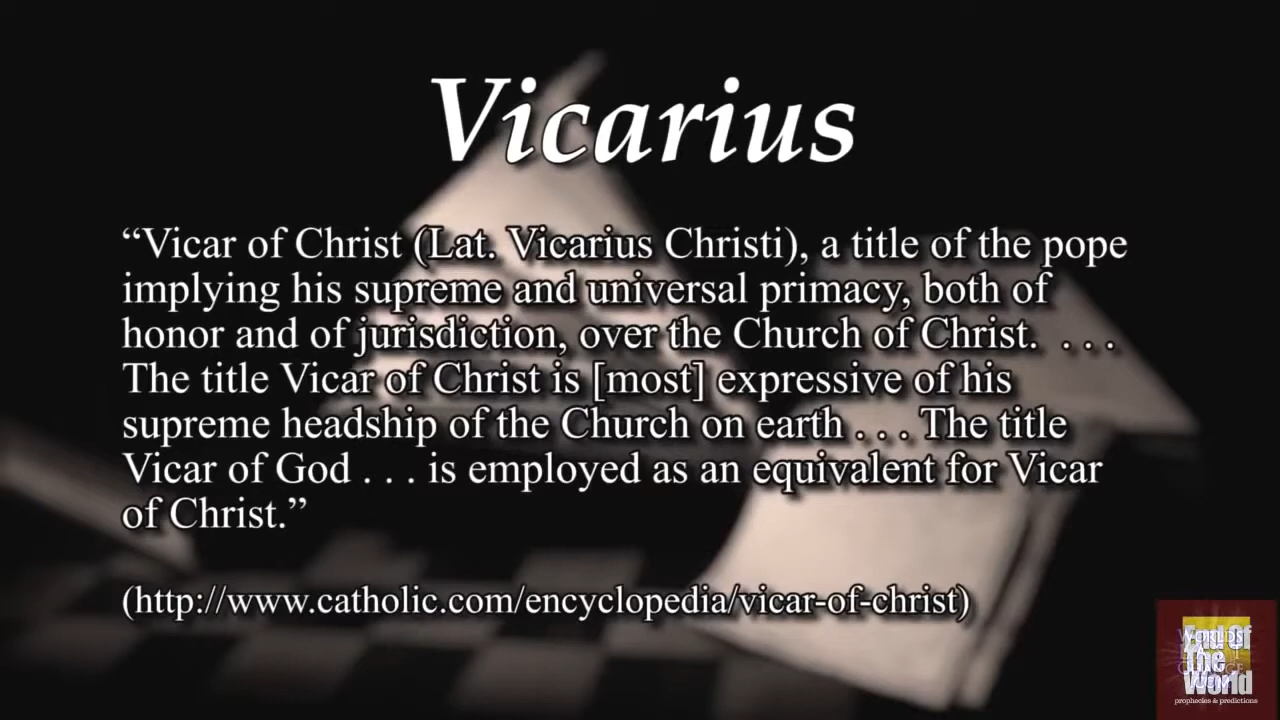 Vicarius
“Vicar of Christ (Lat. Vicarius Christi), a title of the pope
implying his supreme and universal primacy, both of
honor and of jurisdiction, over the Church of Christ. . . .
The title Vicar of Christ is [most] expressive of his
supreme headship of the Church on earth . . . The title
Vicar of God . . . is employed as an equivalent for Vicar
of Christ.”
(http://www.catholic.com/encyclopedia/vicar-of-christ)
End Of
The
World
prophecies & predictions